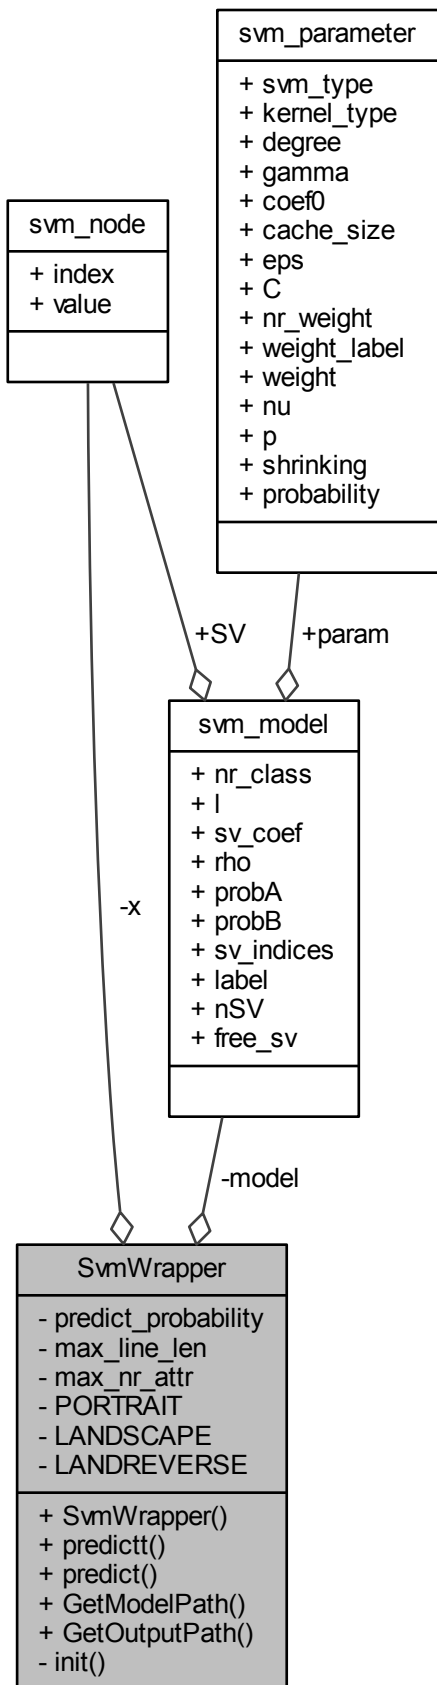 svm_parameter
+ svm_type
+ kernel_type
+ degree
+ gamma
+ coef0
+ cache_size
+ eps
+ C
+ nr_weight
+ weight_label
+ weight
+ nu
+ p
+ shrinking
+ probability
svm_node
+ index
+ value
+SV
+param
svm_model
+ nr_class
+ l
+ sv_coef
+ rho
+ probA
+ probB
+ sv_indices
+ label
+ nSV
+ free_sv
-x
-model
SvmWrapper
- predict_probability
- max_line_len
- max_nr_attr
- PORTRAIT
- LANDSCAPE
- LANDREVERSE
+ SvmWrapper()
+ predictt()
+ predict()
+ GetModelPath()
+ GetOutputPath()
- init()